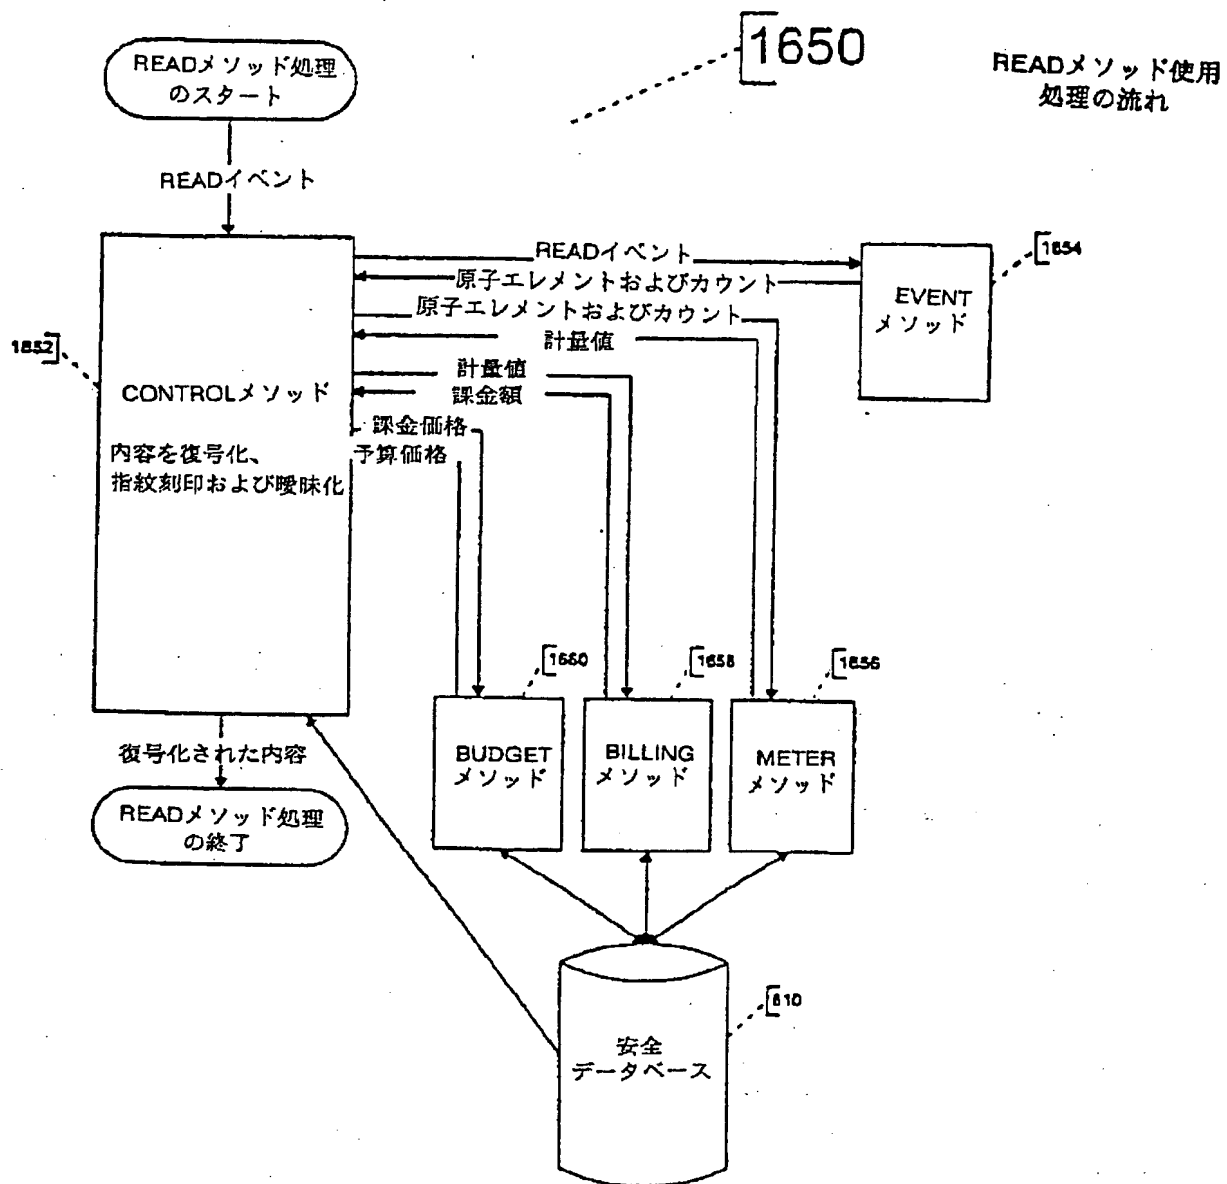 1650
READメソッド使用
処理の流れ
READメソッド処理
のスタート
READイベント
READイベント
原子エレメントおよびカウント
原子エレメントおよびカウント
計量値
計量値
課金額
課金価格
予算価格
1652
CONTROLメソッド
内容を復号化、
指紋刻印および曖昧化
EVENT
メソッド
1654
1660
1658
1656
BUDGET
メソッド
BILLING
メソッド
METER
メソッド
復号化された内容
READメソッド処理
の終了
610
安全
データベース